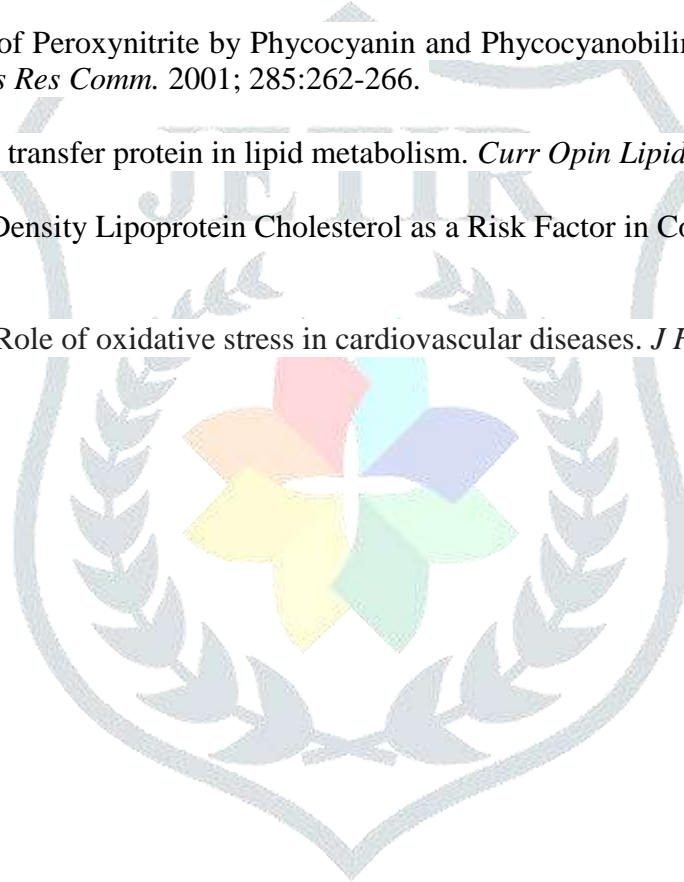 of Peroxynitrite by Phycocyanin and Phycocyanobilin
s Res Comm. 2001; 285:262-266.
transfer protein in lipid metabolism. Curr Opin Lipid
Density Lipoprotein Cholesterol as a Risk Factor in Co
Role of oxidative stress in cardiovascular diseases. J
JETIR